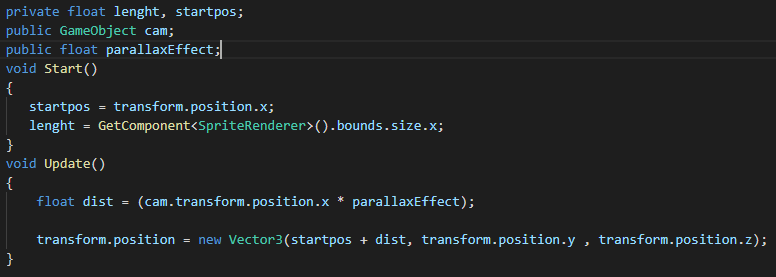 private float lenght, startpos;
public GameObject cam;
public float parallaxEffect;
void Start()
{
startpos = transform.position.x;
lenght = GetComponent<SpriteRenderer>().bounds.size.x;
}
void Update()
{
float dist = (cam.transform.position.x * parallaxEffect);
transform.position = new Vector3(startpos + dist, transform.position.y , transform.position.z);
}